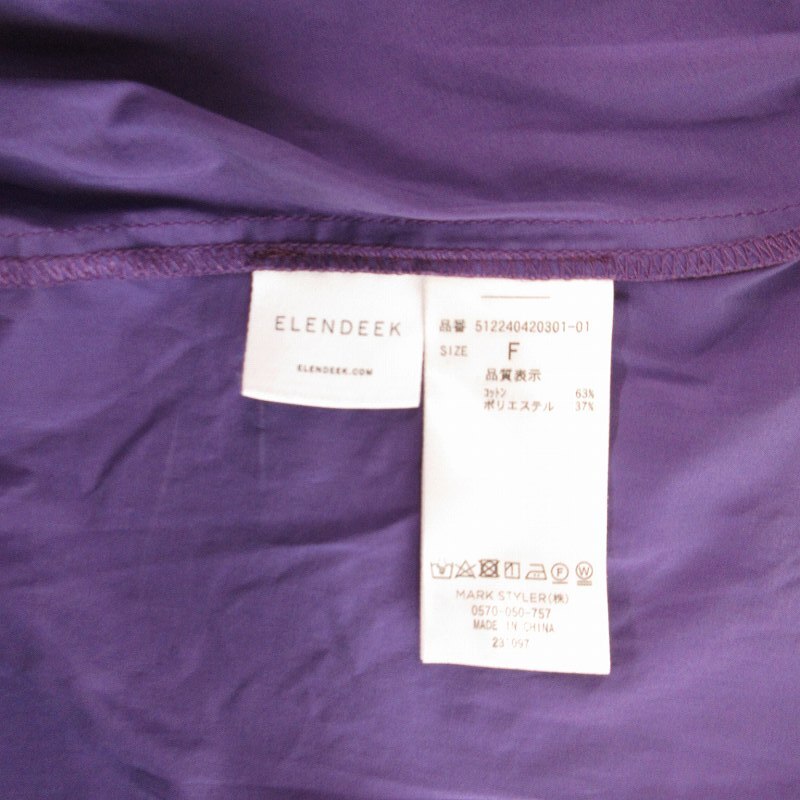 ELENDEEK
ELENDEEK.COM
品番 512240420301-01
SIZE F
品質表示
コットン 63%
ポリエステル 37%
F W
MARK STYLER(株)
0570-050-757
MADE IN CHINA